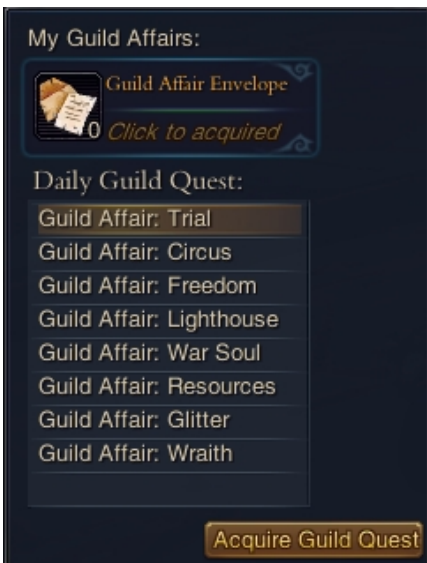 My Guild Affairs:
Guild Affair Envelope
0
Click to acquired
Daily Guild Quest:
Guild Affair: Trial
Guild Affair: Circus
Guild Affair: Freedom
Guild Affair: Lighthouse
Guild Affair: War Soul
Guild Affair: Resources
Guild Affair: Glitter
Guild Affair: Wraith
Acquire Guild Quest